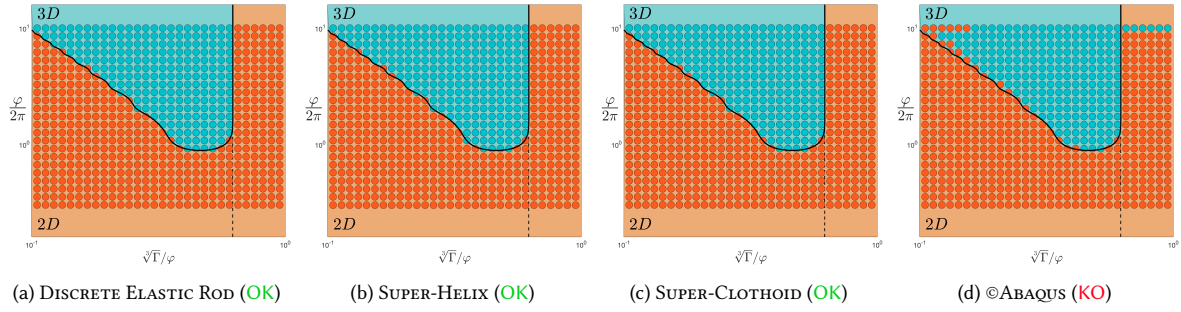 3D
10¹
φ/2π
10⁰
2D
10⁻¹
10⁰
∛Γ/φ
(a) Discrete Elastic Rod (OK)
3D
10¹
φ/2π
10⁰
2D
10⁻¹
10⁰
∛Γ/φ
(b) Super-Helix (OK)
3D
10¹
φ/2π
10⁰
2D
10⁻¹
10⁰
∛Γ/φ
(c) Super-Clothoid (OK)
3D
10¹
φ/2π
10⁰
2D
10⁻¹
10⁰
∛Γ/φ
(d) ©Abaqus (KO)